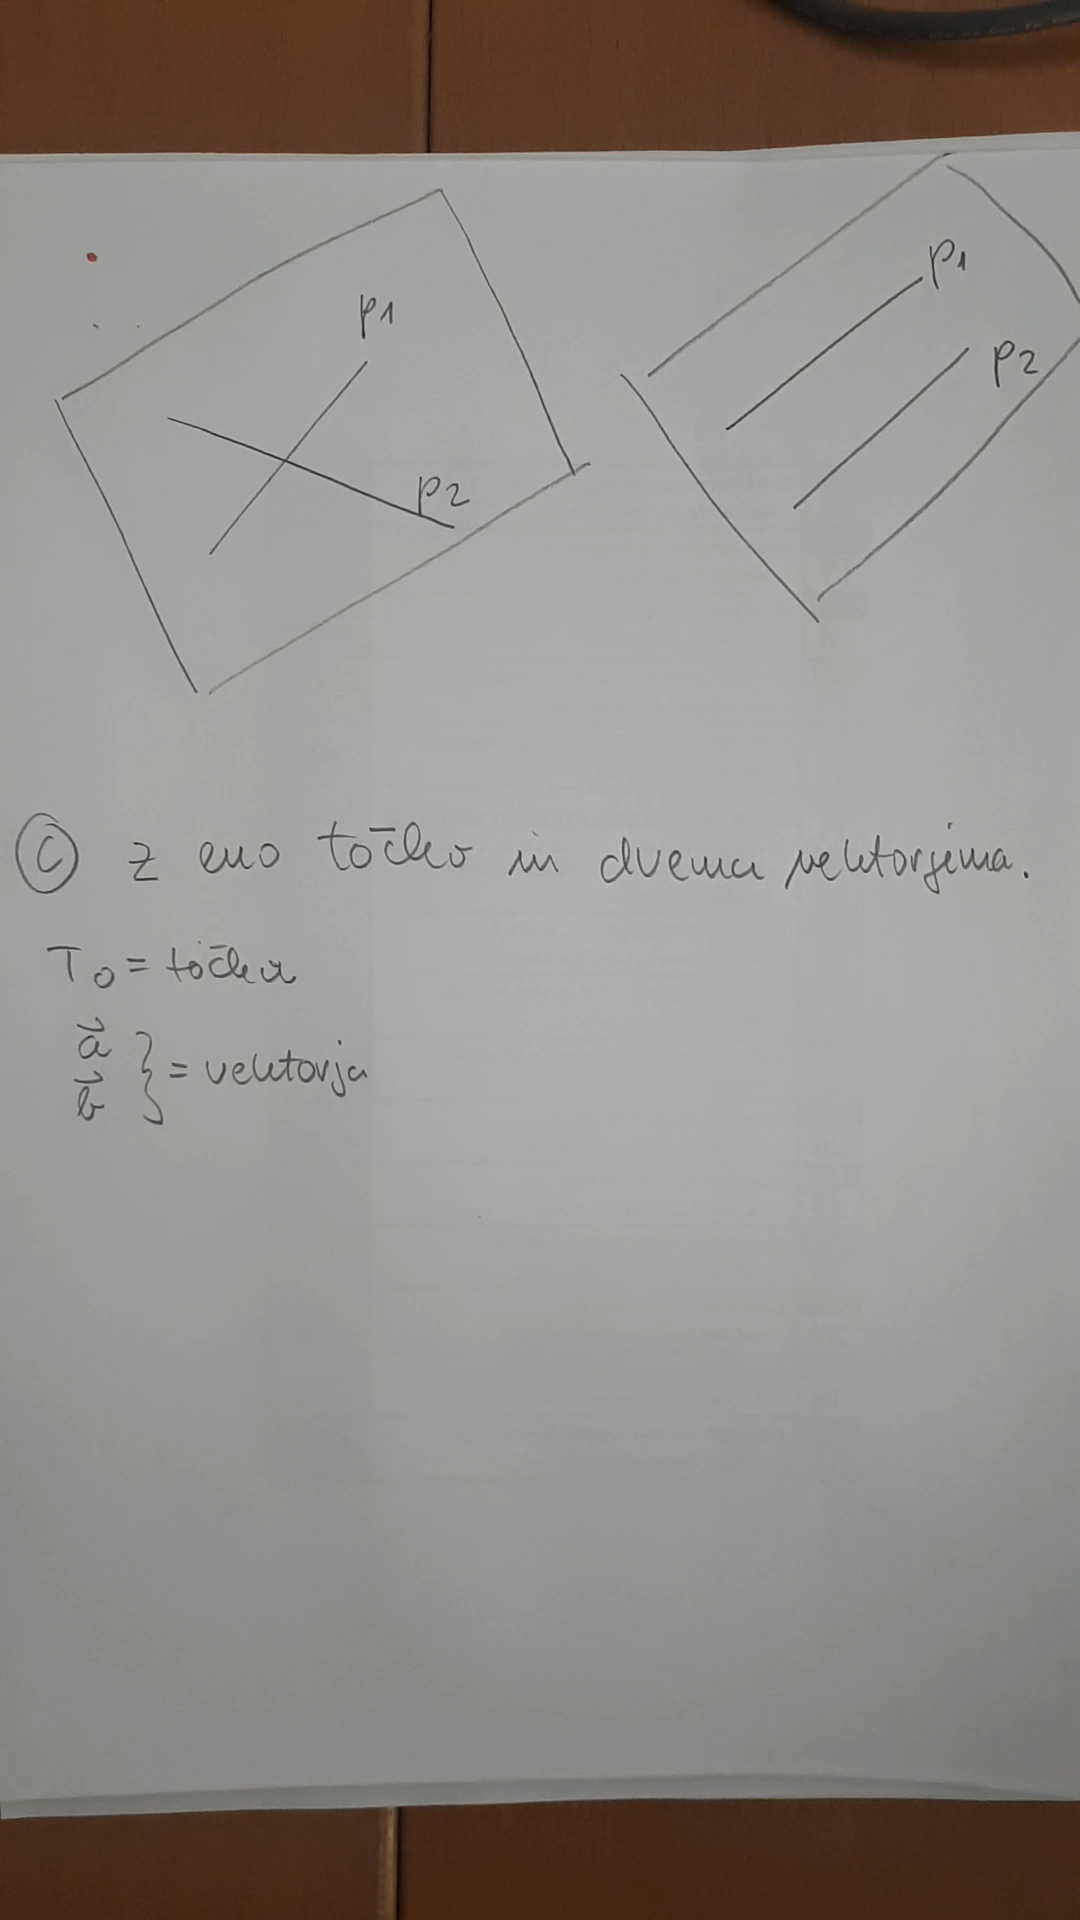 p1
p2
p1
p2
C z eno točko in dvema vektorjema.
T0 = točka
a⃗
b⃗ } = vektorja